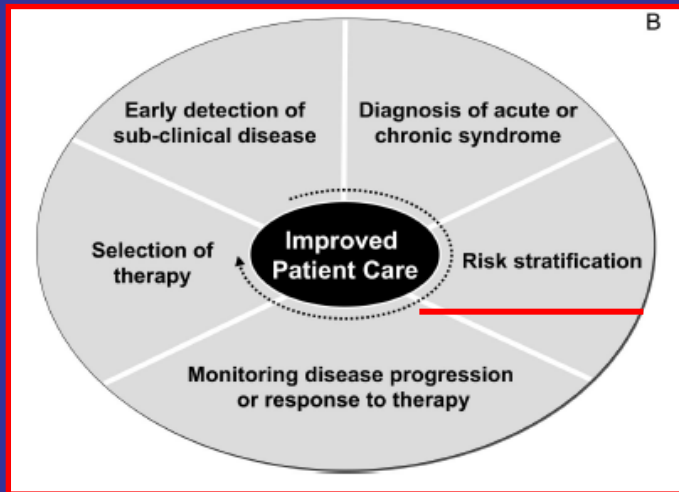 B
Early detection of
sub-clinical disease
Diagnosis of acute or
chronic syndrome
Selection of
therapy
Improved
Patient Care
Risk stratification
Monitoring disease progression
or response to therapy